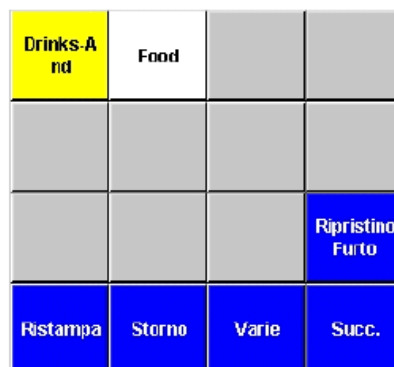 Drinks-A
nd
Food
Ripristino
Furto
Ristampa
Storno
Varie
Succ.